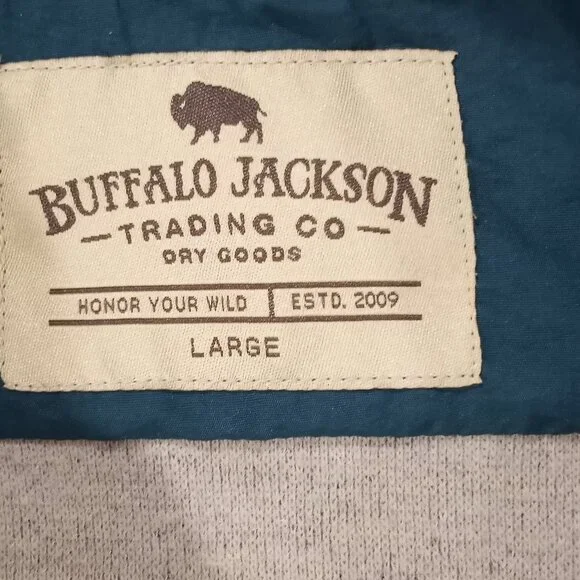 BUFFALO JACKSON
TRADING CO
DRY GOODS
HONOR YOUR WILD | ESTD. 2009
LARGE